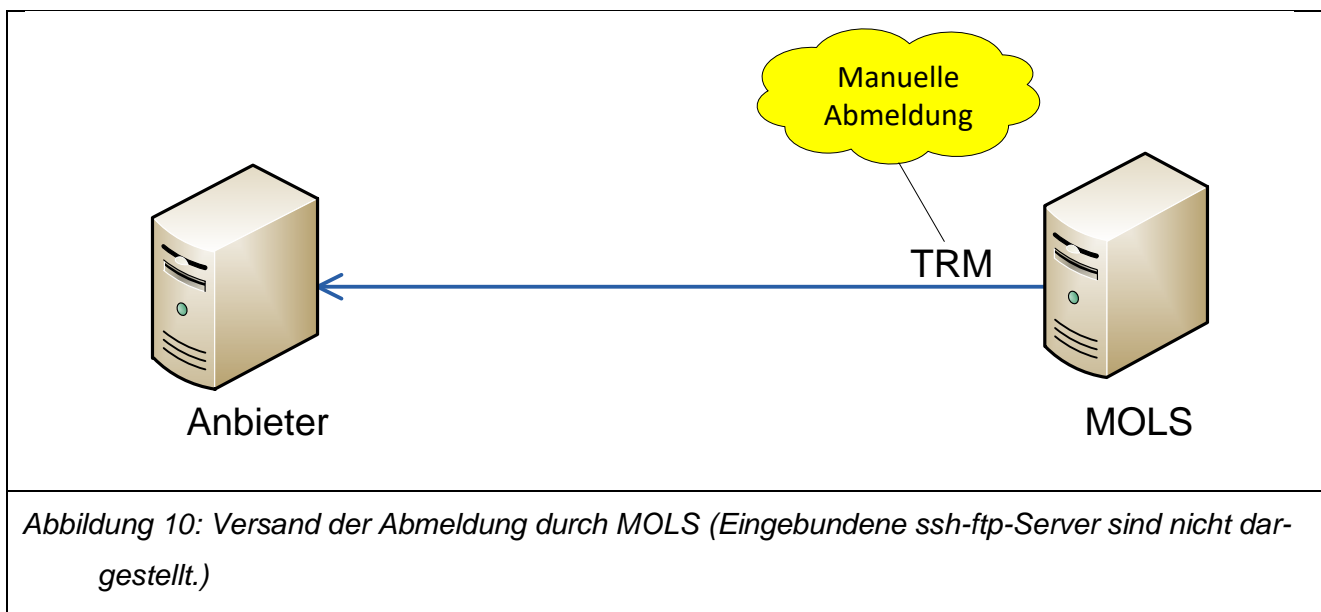 Manuelle
Abmeldung
TRM
Anbieter
MOLS
Abbildung 10: Versand der Abmeldung durch MOLS (Eingebundene ssh-ftp-Server sind nicht dar-
gestellt.)